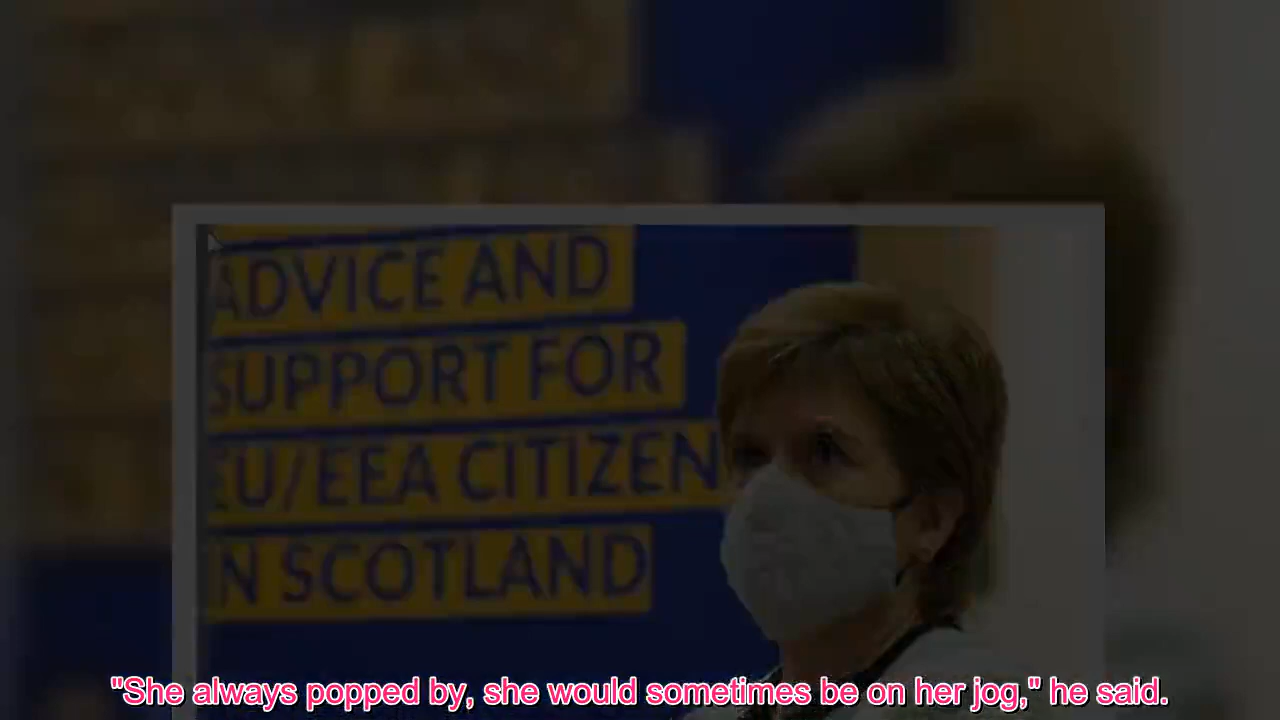 ADVICE AND
SUPPORT FOR
EU/EEA CITIZEN
IN SCOTLAND
"She always popped by, she would sometimes be on her jog," he said.